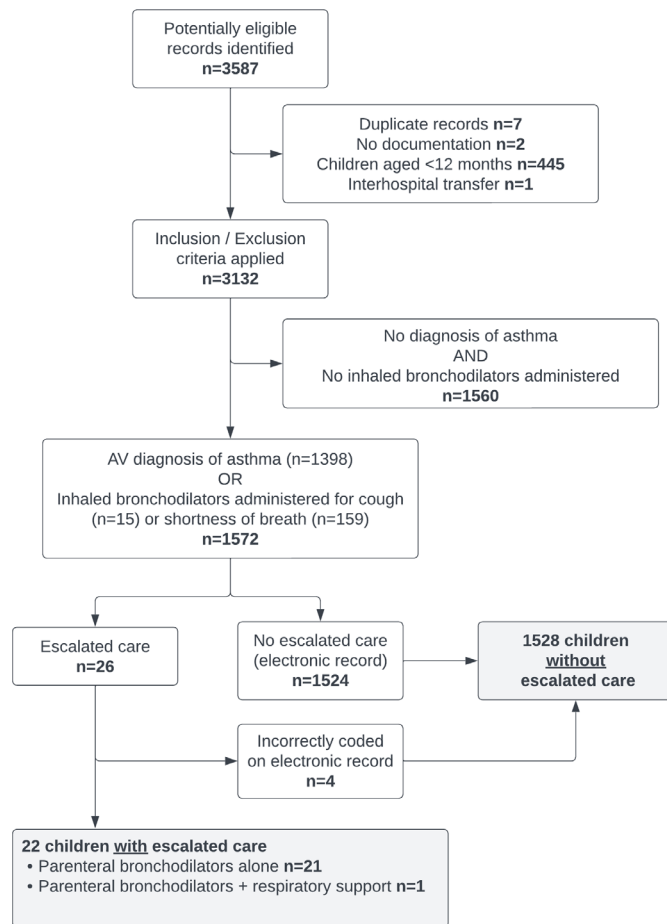 Potentially eligible
records identified
n=3587
Duplicate records n=7
No documentation n=2
Children aged <12 months n=445
Interhospital transfer n=1
Inclusion / Exclusion
criteria applied
n=3132
No diagnosis of asthma
AND
No inhaled bronchodilators administered
n=1560
AV diagnosis of asthma (n=1398)
OR
Inhaled bronchodilators administered for cough
(n=15) or shortness of breath (n=159)
n=1572
Escalated care
n=26
No escalated care
(electronic record)
n=1524
1528 children
without
escalated care
Incorrectly coded
on electronic record
n=4
22 children with escalated care
• Parenteral bronchodilators alone n=21
• Parenteral bronchodilators + respiratory support n=1